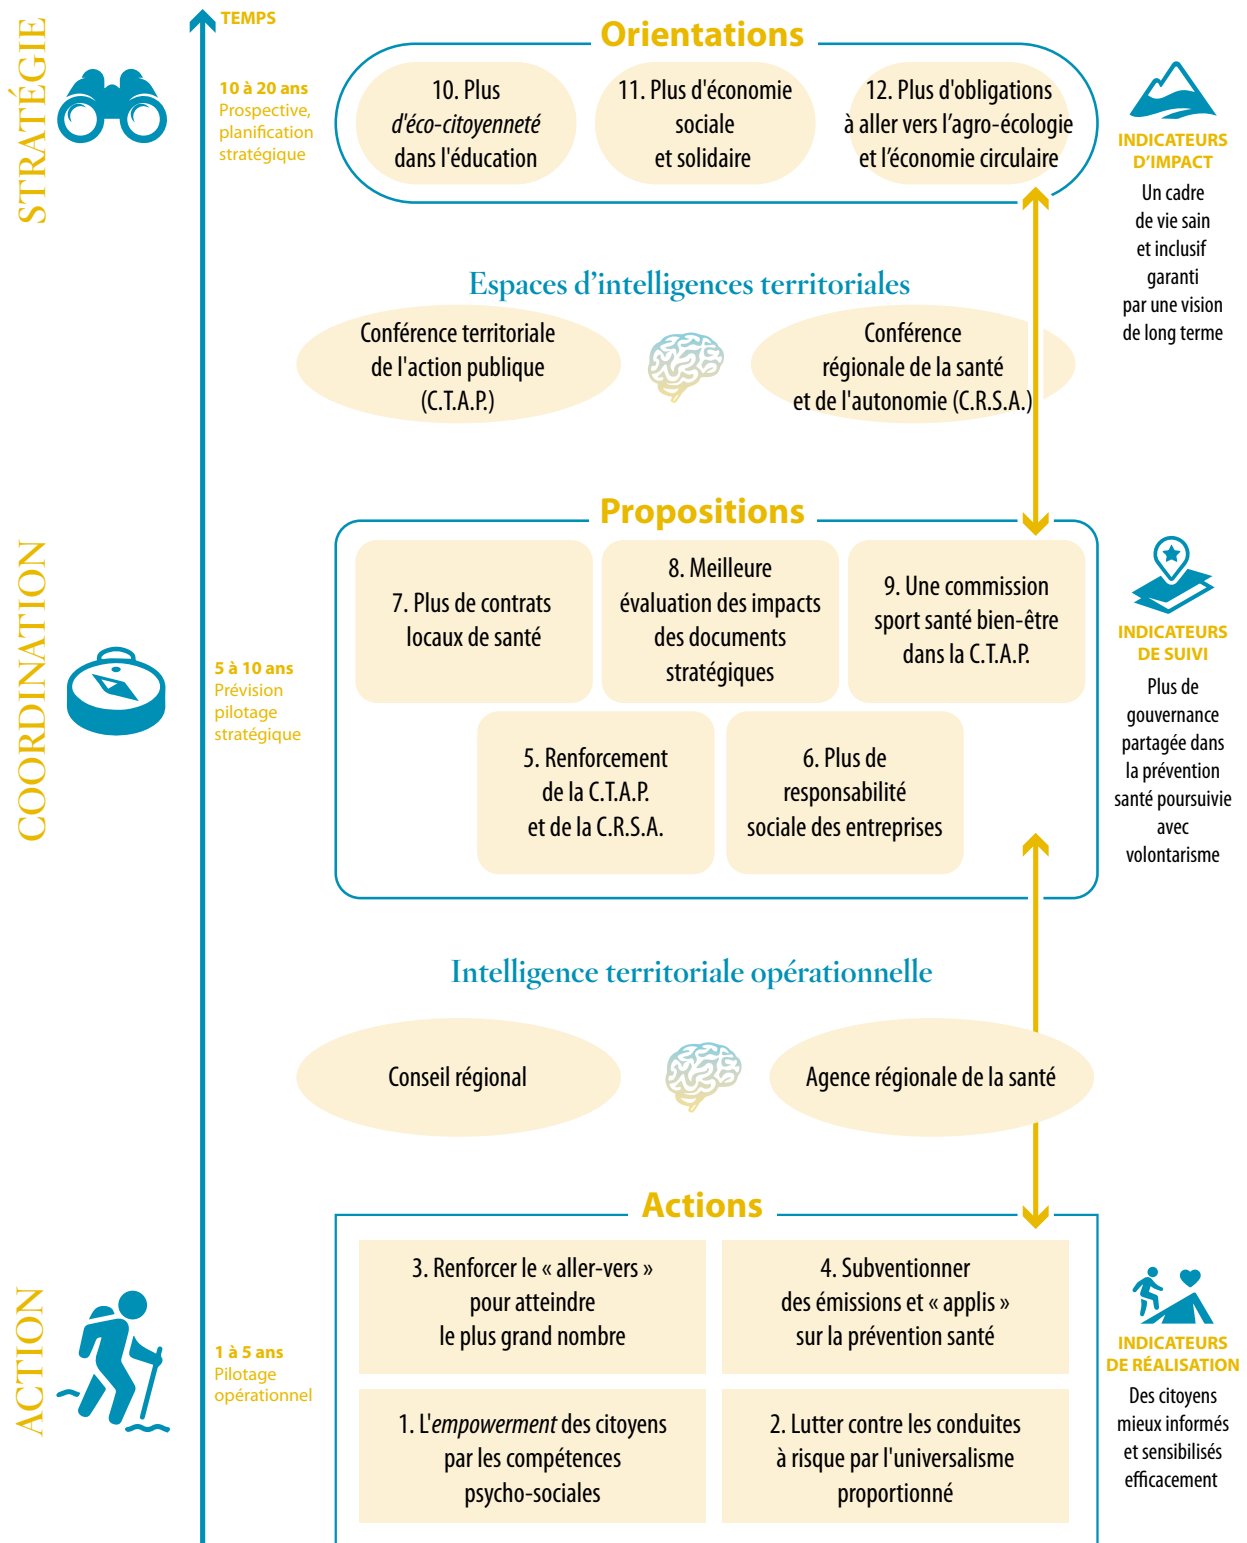 STRATÉGIE
TEMPS
10 à 20 ans
Prospective,
planification
stratégique
Orientations
10. Plus
d'éco-citoyenneté
dans l'éducation
11. Plus d'économie
sociale
et solidaire
12. Plus d'obligations
à aller vers l’agro-écologie
et l’économie circulaire
INDICATEURS
D’IMPACT
Un cadre
de vie sain
et inclusif
garanti
par une vision
de long terme
Espaces d’intelligences territoriales
Conférence territoriale
de l'action publique
(C.T.A.P.)
Conférence
régionale de la santé
et de l'autonomie (C.R.S.A.)
COORDINATION
5 à 10 ans
Prévision
pilotage
stratégique
Propositions
7. Plus de contrats
locaux de santé
8. Meilleure
évaluation des impacts
des documents
stratégiques
9. Une commission
sport santé bien-être
dans la C.T.A.P.
5. Renforcement
de la C.T.A.P.
et de la C.R.S.A.
6. Plus de
responsabilité
sociale des entreprises
INDICATEURS
DE SUIVI
Plus de
gouvernance
partagée dans
la prévention
santé poursuivie
avec
volontarisme
Intelligence territoriale opérationnelle
Conseil régional
Agence régionale de la santé
ACTION
1 à 5 ans
Pilotage
opérationnel
Actions
3. Renforcer le « aller-vers »
pour atteindre
le plus grand nombre
4. Subventionner
des émissions et « applis »
sur la prévention santé
1. L'empowerment des citoyens
par les compétences
psycho-sociales
2. Lutter contre les conduites
à risque par l'universalisme
proportionné
INDICATEURS
DE RÉALISATION
Des citoyens
mieux informés
et sensibilisés
efficacement